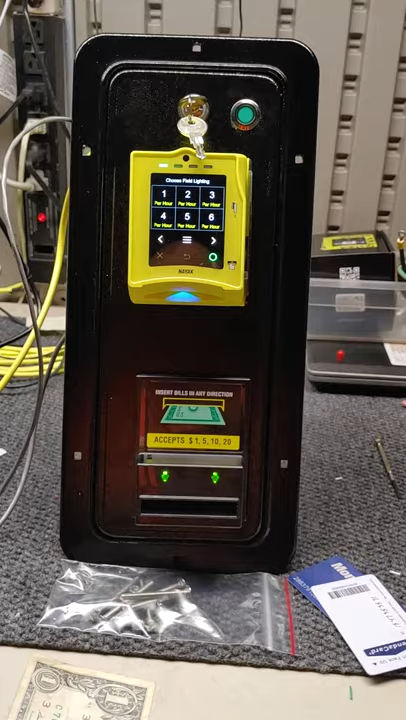 Choose Field Lighting
1 2 3
Per Hour Per Hour Per Hour
4 5 6
Per Hour Per Hour Per Hour
NAYAX
INSERT BILLS IN ANY DIRECTION
ACCEPTS $ 1, 5, 10, 20